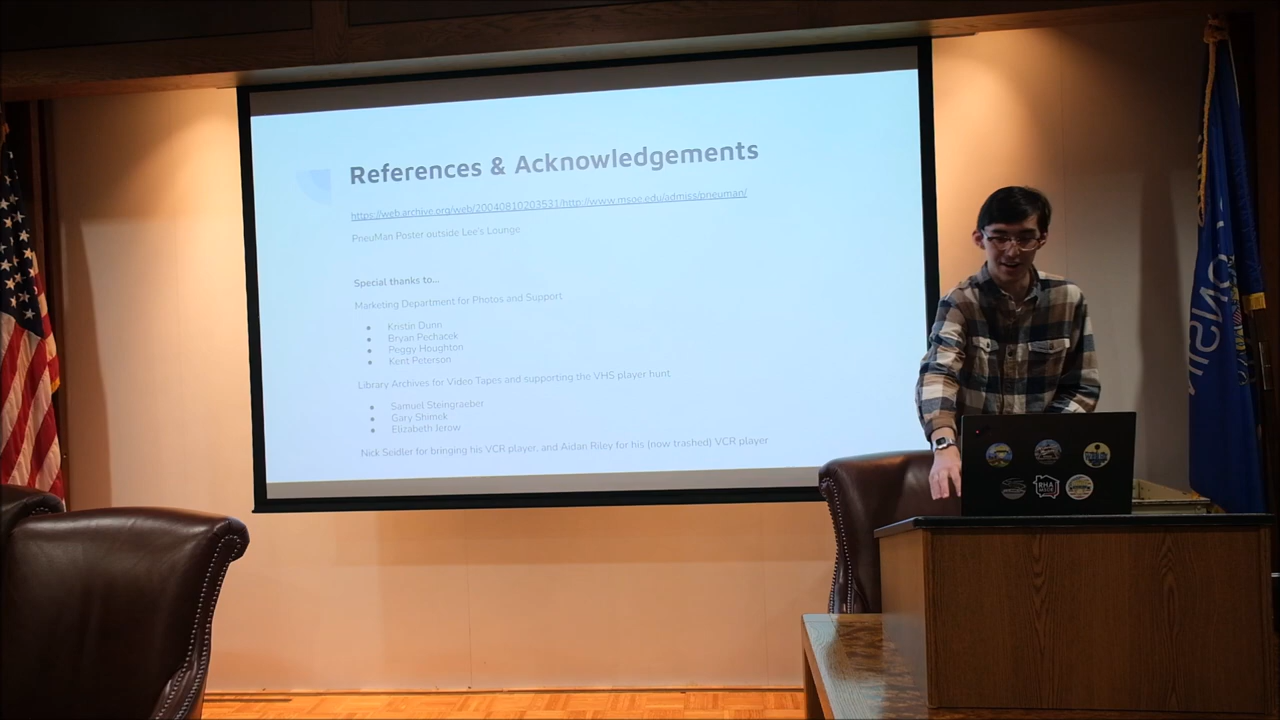 References & Acknowledgements
https://web.archive.org/web/20040810203531/http://www.msoe.edu/admiss/pneuman/
PneuMan Poster outside Lee's Lounge
Special thanks to...
Marketing Department for Photos and Support
● Kristin Dunn
● Bryan Pechacek
● Peggy Houghton
● Kent Peterson
Library Archives for Video Tapes and supporting the VHS player hunt
● Samuel Steingraeber
● Gary Shimek
● Elizabeth Jerow
Nick Seidler for bringing his VCR player, and Aidan Riley for his (now trashed) VCR player
RHA